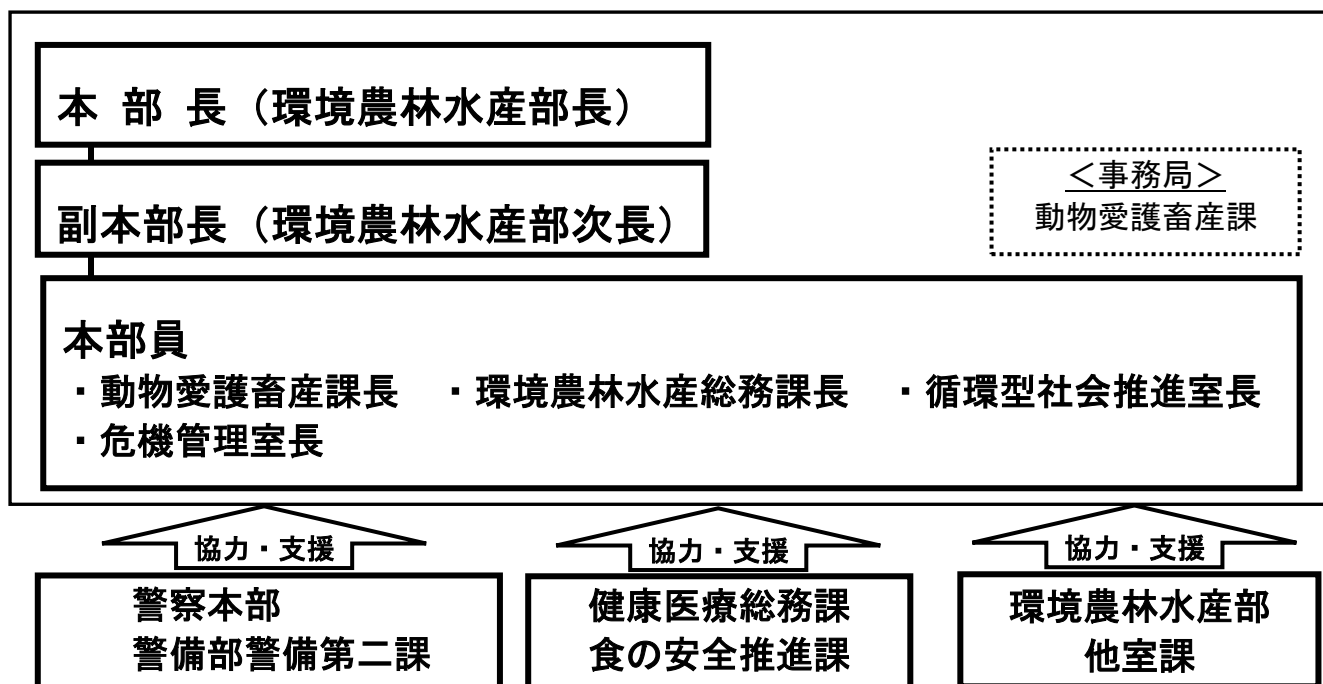 本 部 長（環境農林水産部長）
＜事務局＞
動物愛護畜産課
副本部長（環境農林水産部次長）
本部員
・動物愛護畜産課長　・環境農林水産総務課長　・循環型社会推進室長
・危機管理室長
協力・支援
協力・支援
協力・支援
警察本部
警備部警備第二課
健康医療総務課
食の安全推進課
環境農林水産部
他室課